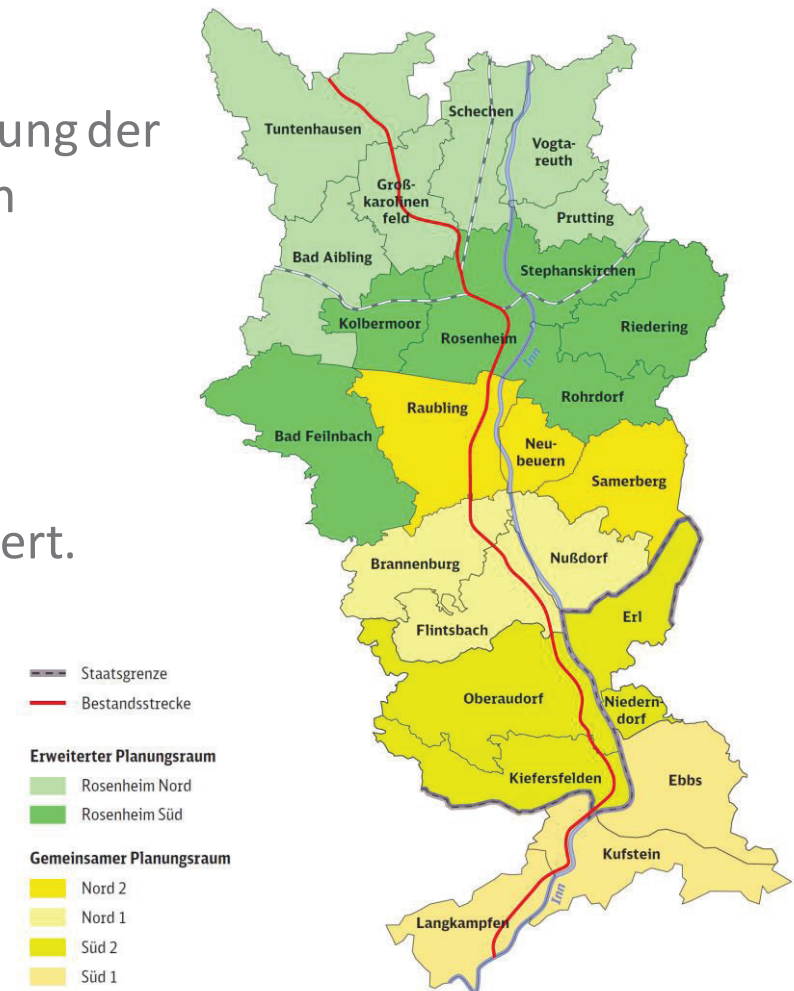 ung der
n
ert.
Tuntenhausen
Schechen
Vogta-
reuth
Groß-
karolinen
feld
Prutting
Bad Aibling
Stephanskirchen
Kolbermoor
Rosenheim
Riedering
Inn
Rohrdorf
Raubling
Bad Feilnbach
Neu-
beuern
Samerberg
Brannenburg
Nußdorf
Flintsbach
Erl
Oberaudorf
Niedern-
dorf
Kiefersfelden
Ebbs
Kufstein
Inn
Langkampfen
Staatsgrenze
Bestandsstrecke
Erweiterter Planungsraum
Rosenheim Nord
Rosenheim Süd
Gemeinsamer Planungsraum
Nord 2
Nord 1
Süd 2
Süd 1